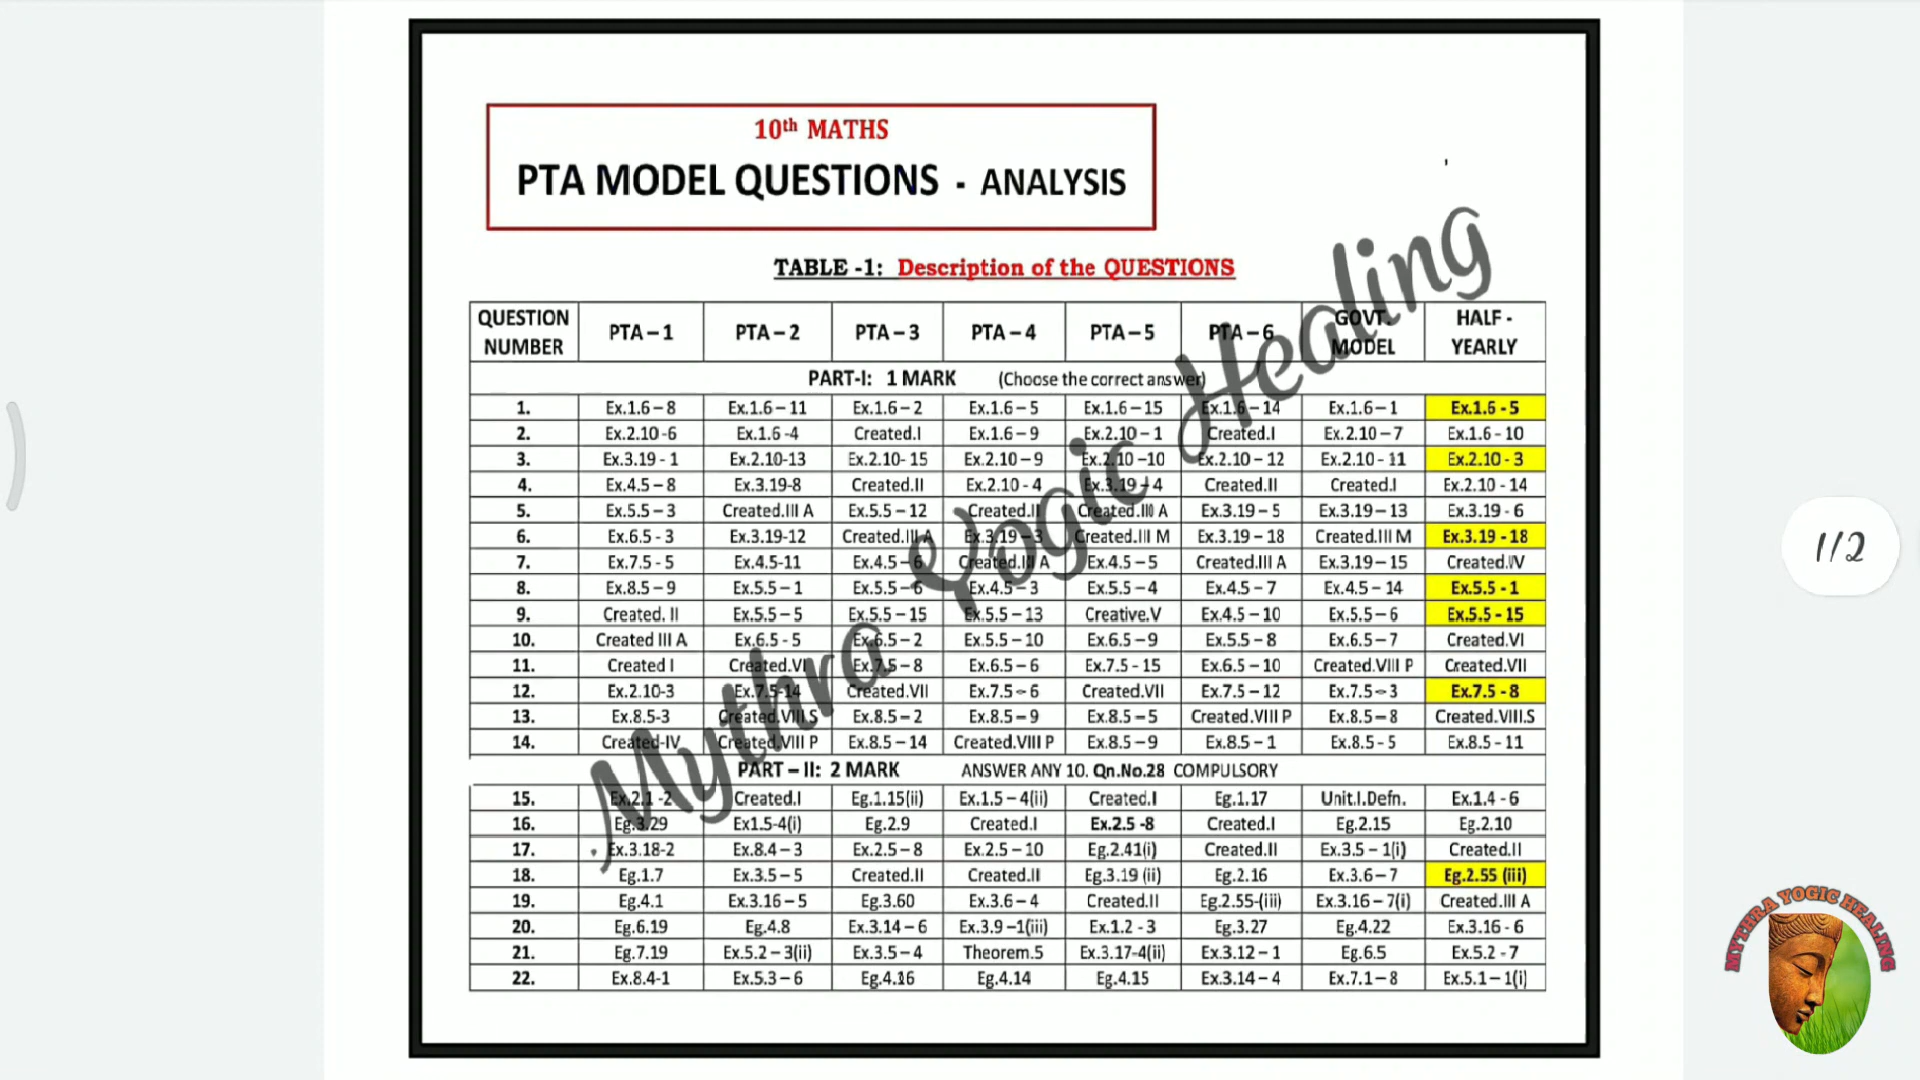 10th MATHS
PTA MODEL QUESTIONS - ANALYSIS
TABLE -1: Description of the QUESTIONS
QUESTION NUMBER PTA – 1 PTA – 2 PTA – 3 PTA – 4 PTA – 5 PTA – 6 GOVT. MODEL HALF - YEARLY
PART-I: 1 MARK (Choose the correct answer)
1. Ex.1.6 – 8 Ex.1.6 – 11 Ex.1.6 – 2 Ex.1.6 – 5 Ex.1.6 – 15 Ex.1.6 – 14 Ex.1.6 – 1 Ex.1.6 - 5
2. Ex.2.10 -6 Ex.1.6 -4 Created.I Ex.1.6 – 9 Ex.2.10 – 1 Created.I Ex.2.10 – 7 Ex.1.6 - 10
3. Ex.3.19 - 1 Ex.2.10-13 Ex.2.10- 15 Ex.2.10 – 9 Ex.2.10 –10 Ex.2.10 – 12 Ex.2.10 - 11 Ex.2.10 - 3
4. Ex.4.5 – 8 Ex.3.19-8 Created.II Ex.2.10 - 4 Ex.3.19 – 4 Created.II Created.I Ex.2.10 - 14
5. Ex.5.5 – 3 Created.III A Ex.5.5 – 12 Created.II Created.III A Ex.3.19 – 5 Ex.3.19 – 13 Ex.3.19 - 6
6. Ex.6.5 - 3 Ex.3.19-12 Created.III A Ex.3.19 – 3 Created.III M Ex.3.19 – 18 Created.III M Ex.3.19 - 18
7. Ex.7.5 - 5 Ex.4.5-11 Ex.4.5 – 6 Created.III A Ex.4.5 – 5 Created.III A Ex.3.19 – 15 Created.IV
8. Ex.8.5 – 9 Ex.5.5 – 1 Ex.5.5 – 6 Ex.4.5 – 3 Ex.5.5 – 4 Ex.4.5 – 7 Ex.4.5 – 14 Ex.5.5 - 1
9. Created. II Ex.5.5 – 5 Ex.5.5 – 15 Ex.5.5 – 13 Creative.V Ex.4.5 – 10 Ex.5.5 – 6 Ex.5.5 - 15
10. Created III A Ex.6.5 - 5 Ex.6.5 – 2 Ex.5.5 – 10 Ex.6.5 – 9 Ex.5.5 – 8 Ex.6.5 – 7 Created.VI
11. Created I Created.VI Ex.7.5 – 8 Ex.6.5 – 6 Ex.7.5 - 15 Ex.6.5 – 10 Created.VIII P Created.VII
12. Ex.2.10-3 Ex.7.5-14 Created.VII Ex.7.5 – 6 Created.VII Ex.7.5 – 12 Ex.7.5 – 3 Ex.7.5 - 8
13. Ex.8.5-3 Created.VIII.S Ex.8.5 – 2 Ex.8.5 – 9 Ex.8.5 – 5 Created.VIII P Ex.8.5 – 8 Created.VIII.S
14. Created-IV Created.VIII P Ex.8.5 – 14 Created.VIII P Ex.8.5 – 9 Ex.8.5 – 1 Ex.8.5 - 5 Ex.8.5 - 11
PART – II: 2 MARK ANSWER ANY 10. Qn.No.28 COMPULSORY
15. Ex.2.1 -2 Created.I Eg.1.15(ii) Ex.1.5 – 4(ii) Created.I Eg.1.17 Unit.I.Defn. Ex.1.4 - 6
16. Eg.3.29 Ex1.5-4(i) Eg.2.9 Created.I Ex.2.5 -8 Created.I Eg.2.15 Eg.2.10
17. Ex.3.18-2 Ex.8.4 – 3 Ex.2.5 – 8 Ex.2.5 – 10 Eg.2.41(i) Created.II Ex.3.5 – 1(i) Created.II
18. Eg.1.7 Ex.3.5 – 5 Created.II Created.II Eg.3.19 (ii) Eg.2.16 Ex.3.6 – 7 Eg.2.55 (iii)
19. Eg.4.1 Ex.3.16 – 5 Eg.3.60 Ex.3.6 – 4 Created.II Eg.2.55-(iii) Ex.3.16 – 7(i) Created.III A
20. Eg.6.19 Eg.4.8 Ex.3.14 – 6 Ex.3.9 –1(iii) Ex.1.2 - 3 Eg.3.27 Eg.4.22 Ex.3.16 - 6
21. Eg.7.19 Ex.5.2 – 3(ii) Ex.3.5 – 4 Theorem.5 Ex.3.17-4(ii) Ex.3.12 – 1 Eg.6.5 Ex.5.2 - 7
22. Ex.8.4-1 Ex.5.3 – 6 Eg.4.16 Eg.4.14 Eg.4.15 Ex.3.14 – 4 Ex.7.1 – 8 Ex.5.1 – 1(i)
Mythra Yogic Healing
1/2
MYTHRA YOGIC HEALING